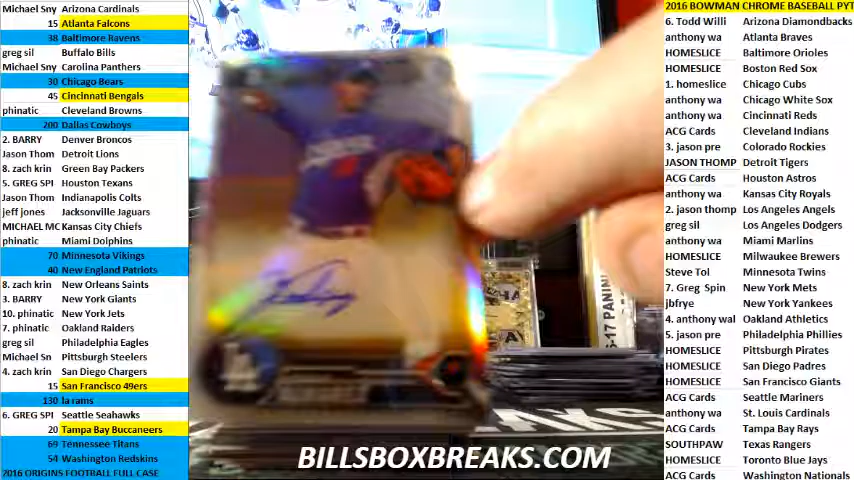 Michael Sny Arizona Cardinals
15 Atlanta Falcons
38 Baltimore Ravens
greg sil Buffalo Bills
Michael Sny Carolina Panthers
30 Chicago Bears
45 Cincinnati Bengals
phinatic Cleveland Browns
200 Dallas Cowboys
2. BARRY Denver Broncos
Jason Thom Detroit Lions
8. zach krin Green Bay Packers
5. GREG SPI Houston Texans
Jason Thom Indianapolis Colts
jeff jones Jacksonville Jaguars
MICHAEL MC Kansas City Chiefs
phinatic Miami Dolphins
70 Minnesota Vikings
40 New England Patriots
8. zach krin New Orleans Saints
3. BARRY New York Giants
10. phinatic New York Jets
7. phinatic Oakland Raiders
greg sil Philadelphia Eagles
Michael Sn Pittsburgh Steelers
4. zach krin San Diego Chargers
15 San Francisco 49ers
130 la rams
6. GREG SPI Seattle Seahawks
20 Tampa Bay Buccaneers
69 Tennessee Titans
54 Washington Redskins
2016 ORIGINS FOOTBALL FULL CASE
BILLSBOXBREAKS.COM
2016 BOWMAN CHROME BASEBALL PYT
6. Todd Willi Arizona Diamondbacks
anthony wa Atlanta Braves
HOMESLICE Baltimore Orioles
HOMESLICE Boston Red Sox
1. homeslice Chicago Cubs
anthony wa Chicago White Sox
anthony wa Cincinnati Reds
ACG Cards Cleveland Indians
3. jason pre Colorado Rockies
JASON THOMP Detroit Tigers
ACG Cards Houston Astros
anthony wa Kansas City Royals
2. jason thomp Los Angeles Angels
greg sil Los Angeles Dodgers
anthony wa Miami Marlins
HOMESLICE Milwaukee Brewers
Steve Tol Minnesota Twins
7. Greg Spin New York Mets
jbfrye New York Yankees
4. anthony wal Oakland Athletics
5. jason pre Philadelphia Phillies
HOMESLICE Pittsburgh Pirates
HOMESLICE San Diego Padres
HOMESLICE San Francisco Giants
ACG Cards Seattle Mariners
anthony wa St. Louis Cardinals
ACG Cards Tampa Bay Rays
SOUTHPAW Texas Rangers
HOMESLICE Toronto Blue Jays
ACG Cards Washington Nationals